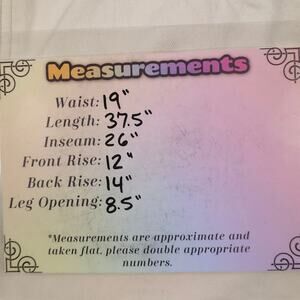 Measurements
Waist: 19"
Length: 37.5"
Inseam: 26"
Front Rise: 12"
Back Rise: 14"
Leg Opening: 8.5"
*Measurements are approximate and
taken flat, please double appropriate
numbers.